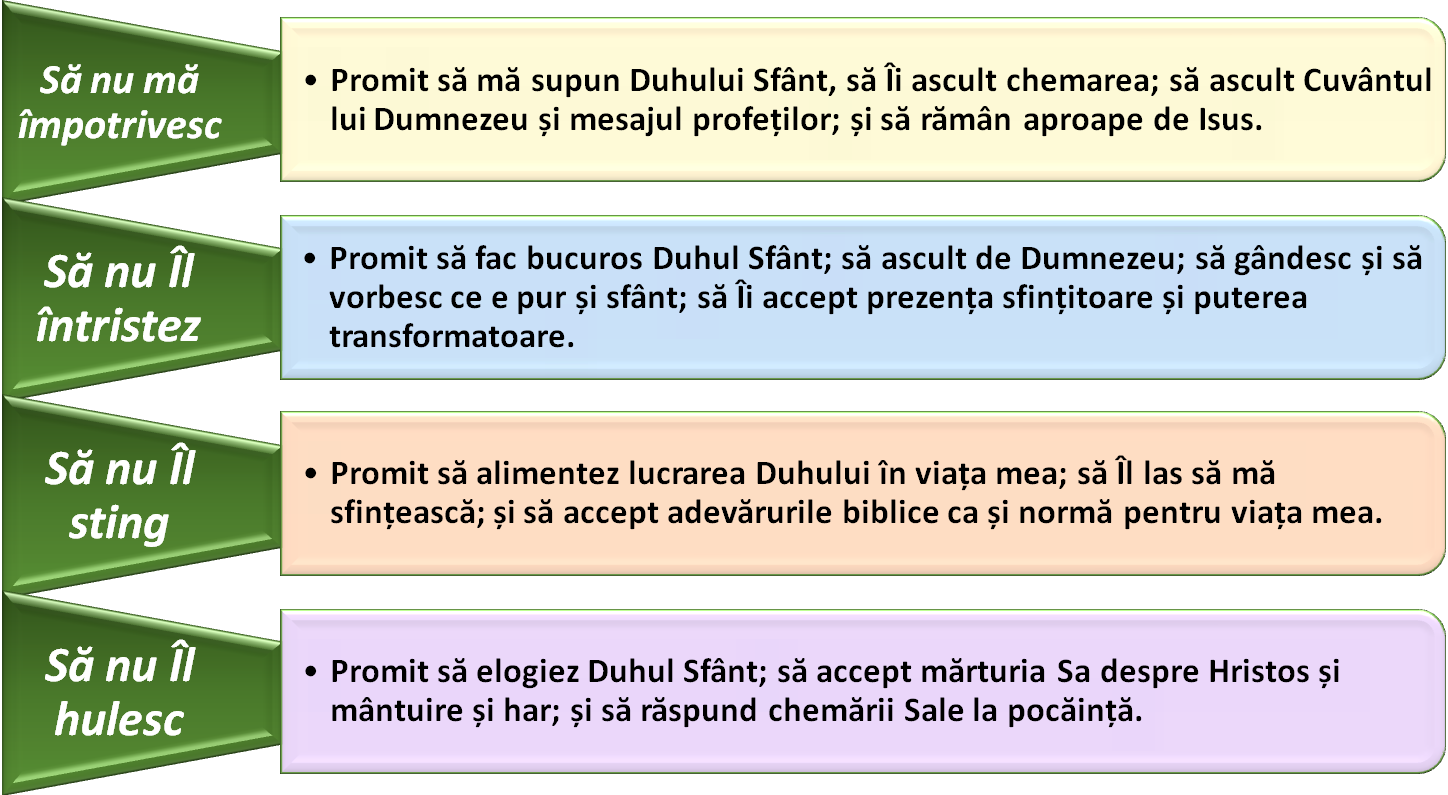 Să nu mă
împotrivesc
• Promit să mă supun Duhului Sfânt, să Îi ascult chemarea; să ascult Cuvântul
lui Dumnezeu și mesajul profeților; și să rămân aproape de Isus.
Să nu Îl
întristez
• Promit să fac bucuros Duhul Sfânt; să ascult de Dumnezeu; să gândesc și să
vorbesc ce e pur și sfânt; să Îi accept prezența sfințitoare și puterea
transformatoare.
Să nu Îl
sting
• Promit să alimentez lucrarea Duhului în viața mea; să Îl las să mă
sfințească; și să accept adevărurile biblice ca și normă pentru viața mea.
Să nu Îl
hulesc
• Promit să elogiez Duhul Sfânt; să accept mărturia Sa despre Hristos și
mântuire și har; și să răspund chemării Sale la pocăință.